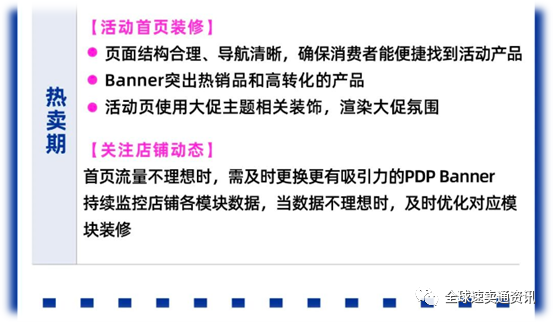 【活动首页装修】
页面结构合理、导航清晰，确保消费者能便捷找到活动产品
Banner突出热销品和高转化的产品
活动页使用大促主题相关装饰，渲染大促氛围
热卖期
【关注店铺动态】
首页流量不理想时，需及时更换更有吸引力的PDP Banner
持续监控店铺各模块数据，当数据不理想时，及时优化对应模
块装修
全球速卖通资讯